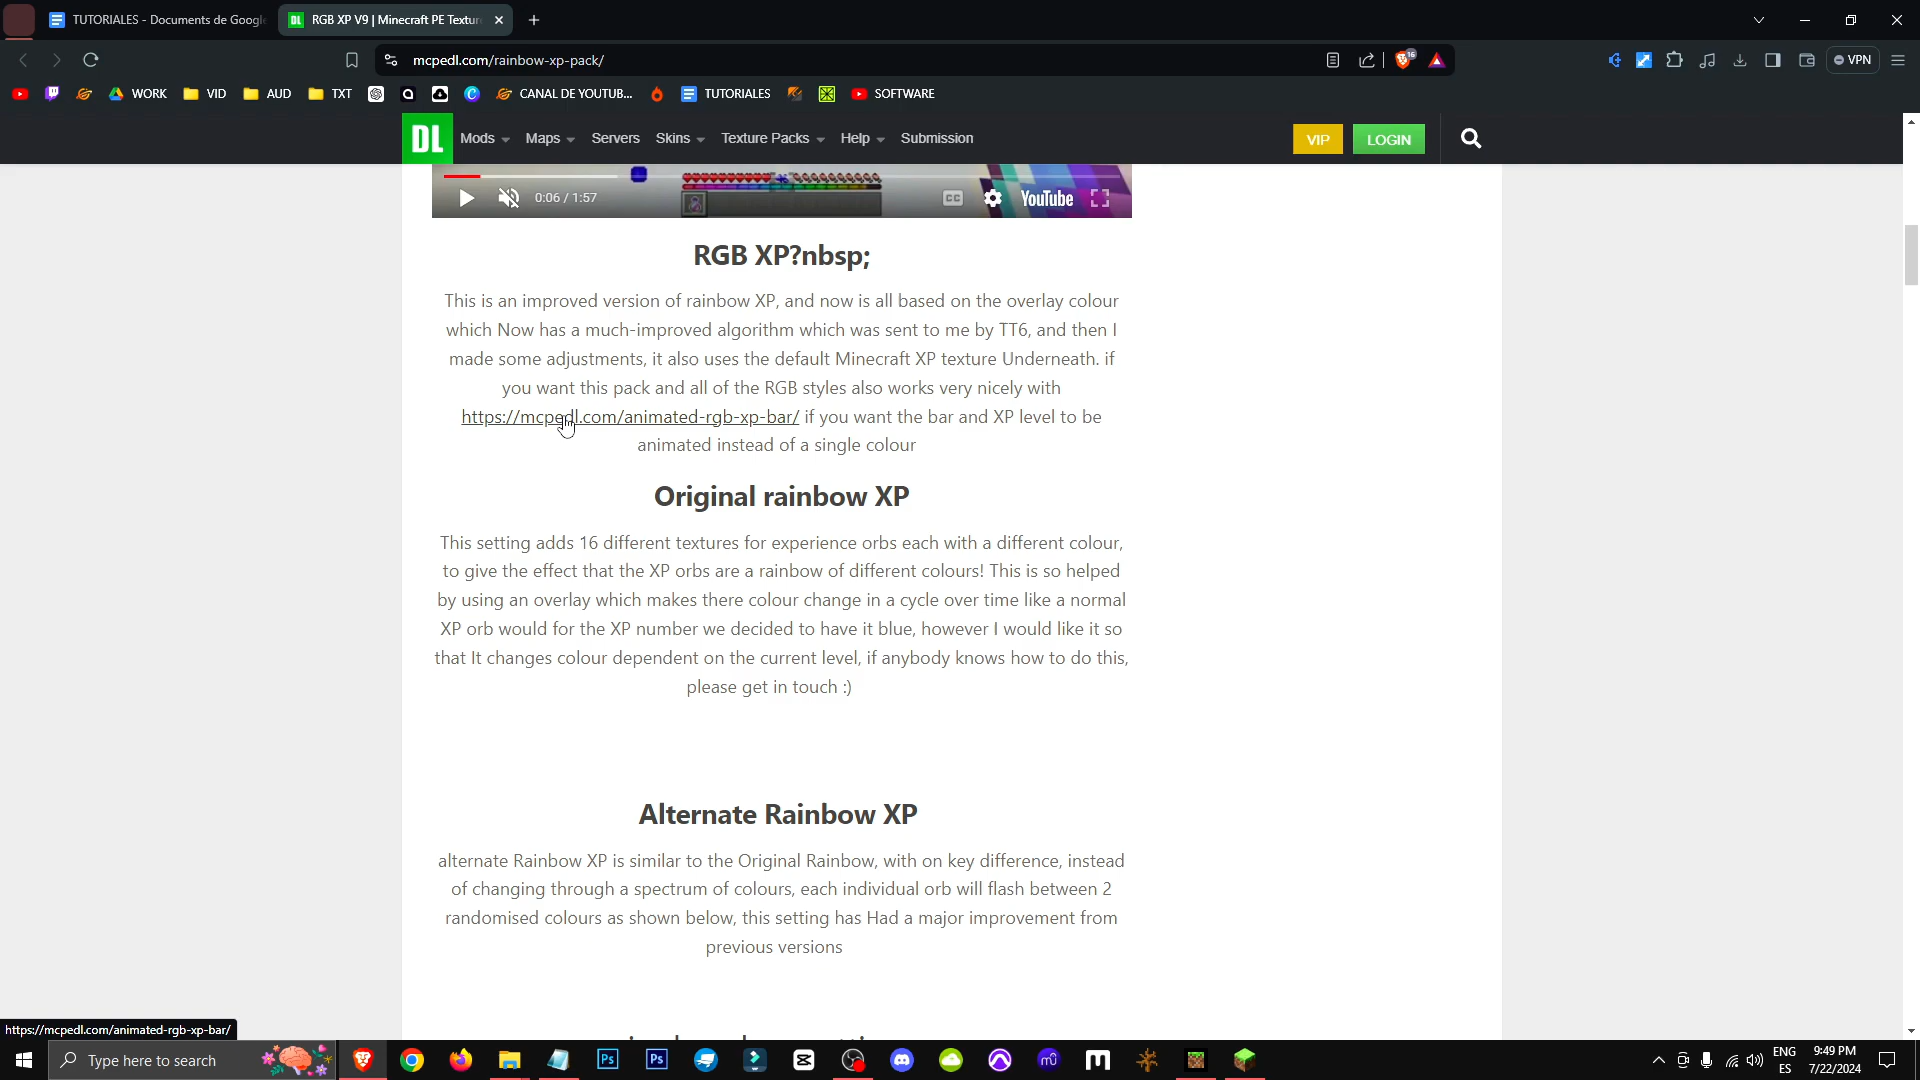 TUTORIALES - Documents de Google
RGB XP V9 | Minecraft PE Textur
mcpedl.com/rainbow-xp-pack/
16
VPN
WORK
VID
AUD
TXT
CANAL DE YOUTUB...
TUTORIALES
SOFTWARE
DL
Mods
Maps
Servers
Skins
Texture Packs
Help
Submission
VIP
LOGIN
0:06 / 1:57
CC
YouTube
RGB XP?nbsp;
This is an improved version of rainbow XP, and now is all based on the overlay colour
which Now has a much-improved algorithm which was sent to me by TT6, and then I
made some adjustments, it also uses the default Minecraft XP texture Underneath. if
you want this pack and all of the RGB styles also works very nicely with
https://mcpedl.com/animated-rgb-xp-bar/ if you want the bar and XP level to be
animated instead of a single colour
Original rainbow XP
This setting adds 16 different textures for experience orbs each with a different colour,
to give the effect that the XP orbs are a rainbow of different colours! This is so helped
by using an overlay which makes there colour change in a cycle over time like a normal
XP orb would for the XP number we decided to have it blue, however I would like it so
that It changes colour dependent on the current level, if anybody knows how to do this,
please get in touch :)
Alternate Rainbow XP
alternate Rainbow XP is similar to the Original Rainbow, with on key difference, instead
of changing through a spectrum of colours, each individual orb will flash between 2
randomised colours as shown below, this setting has Had a major improvement from
previous versions
https://mcpedl.com/animated-rgb-xp-bar/
Type here to search
Ps
Ps
ENG
ES
9:49 PM
7/22/2024